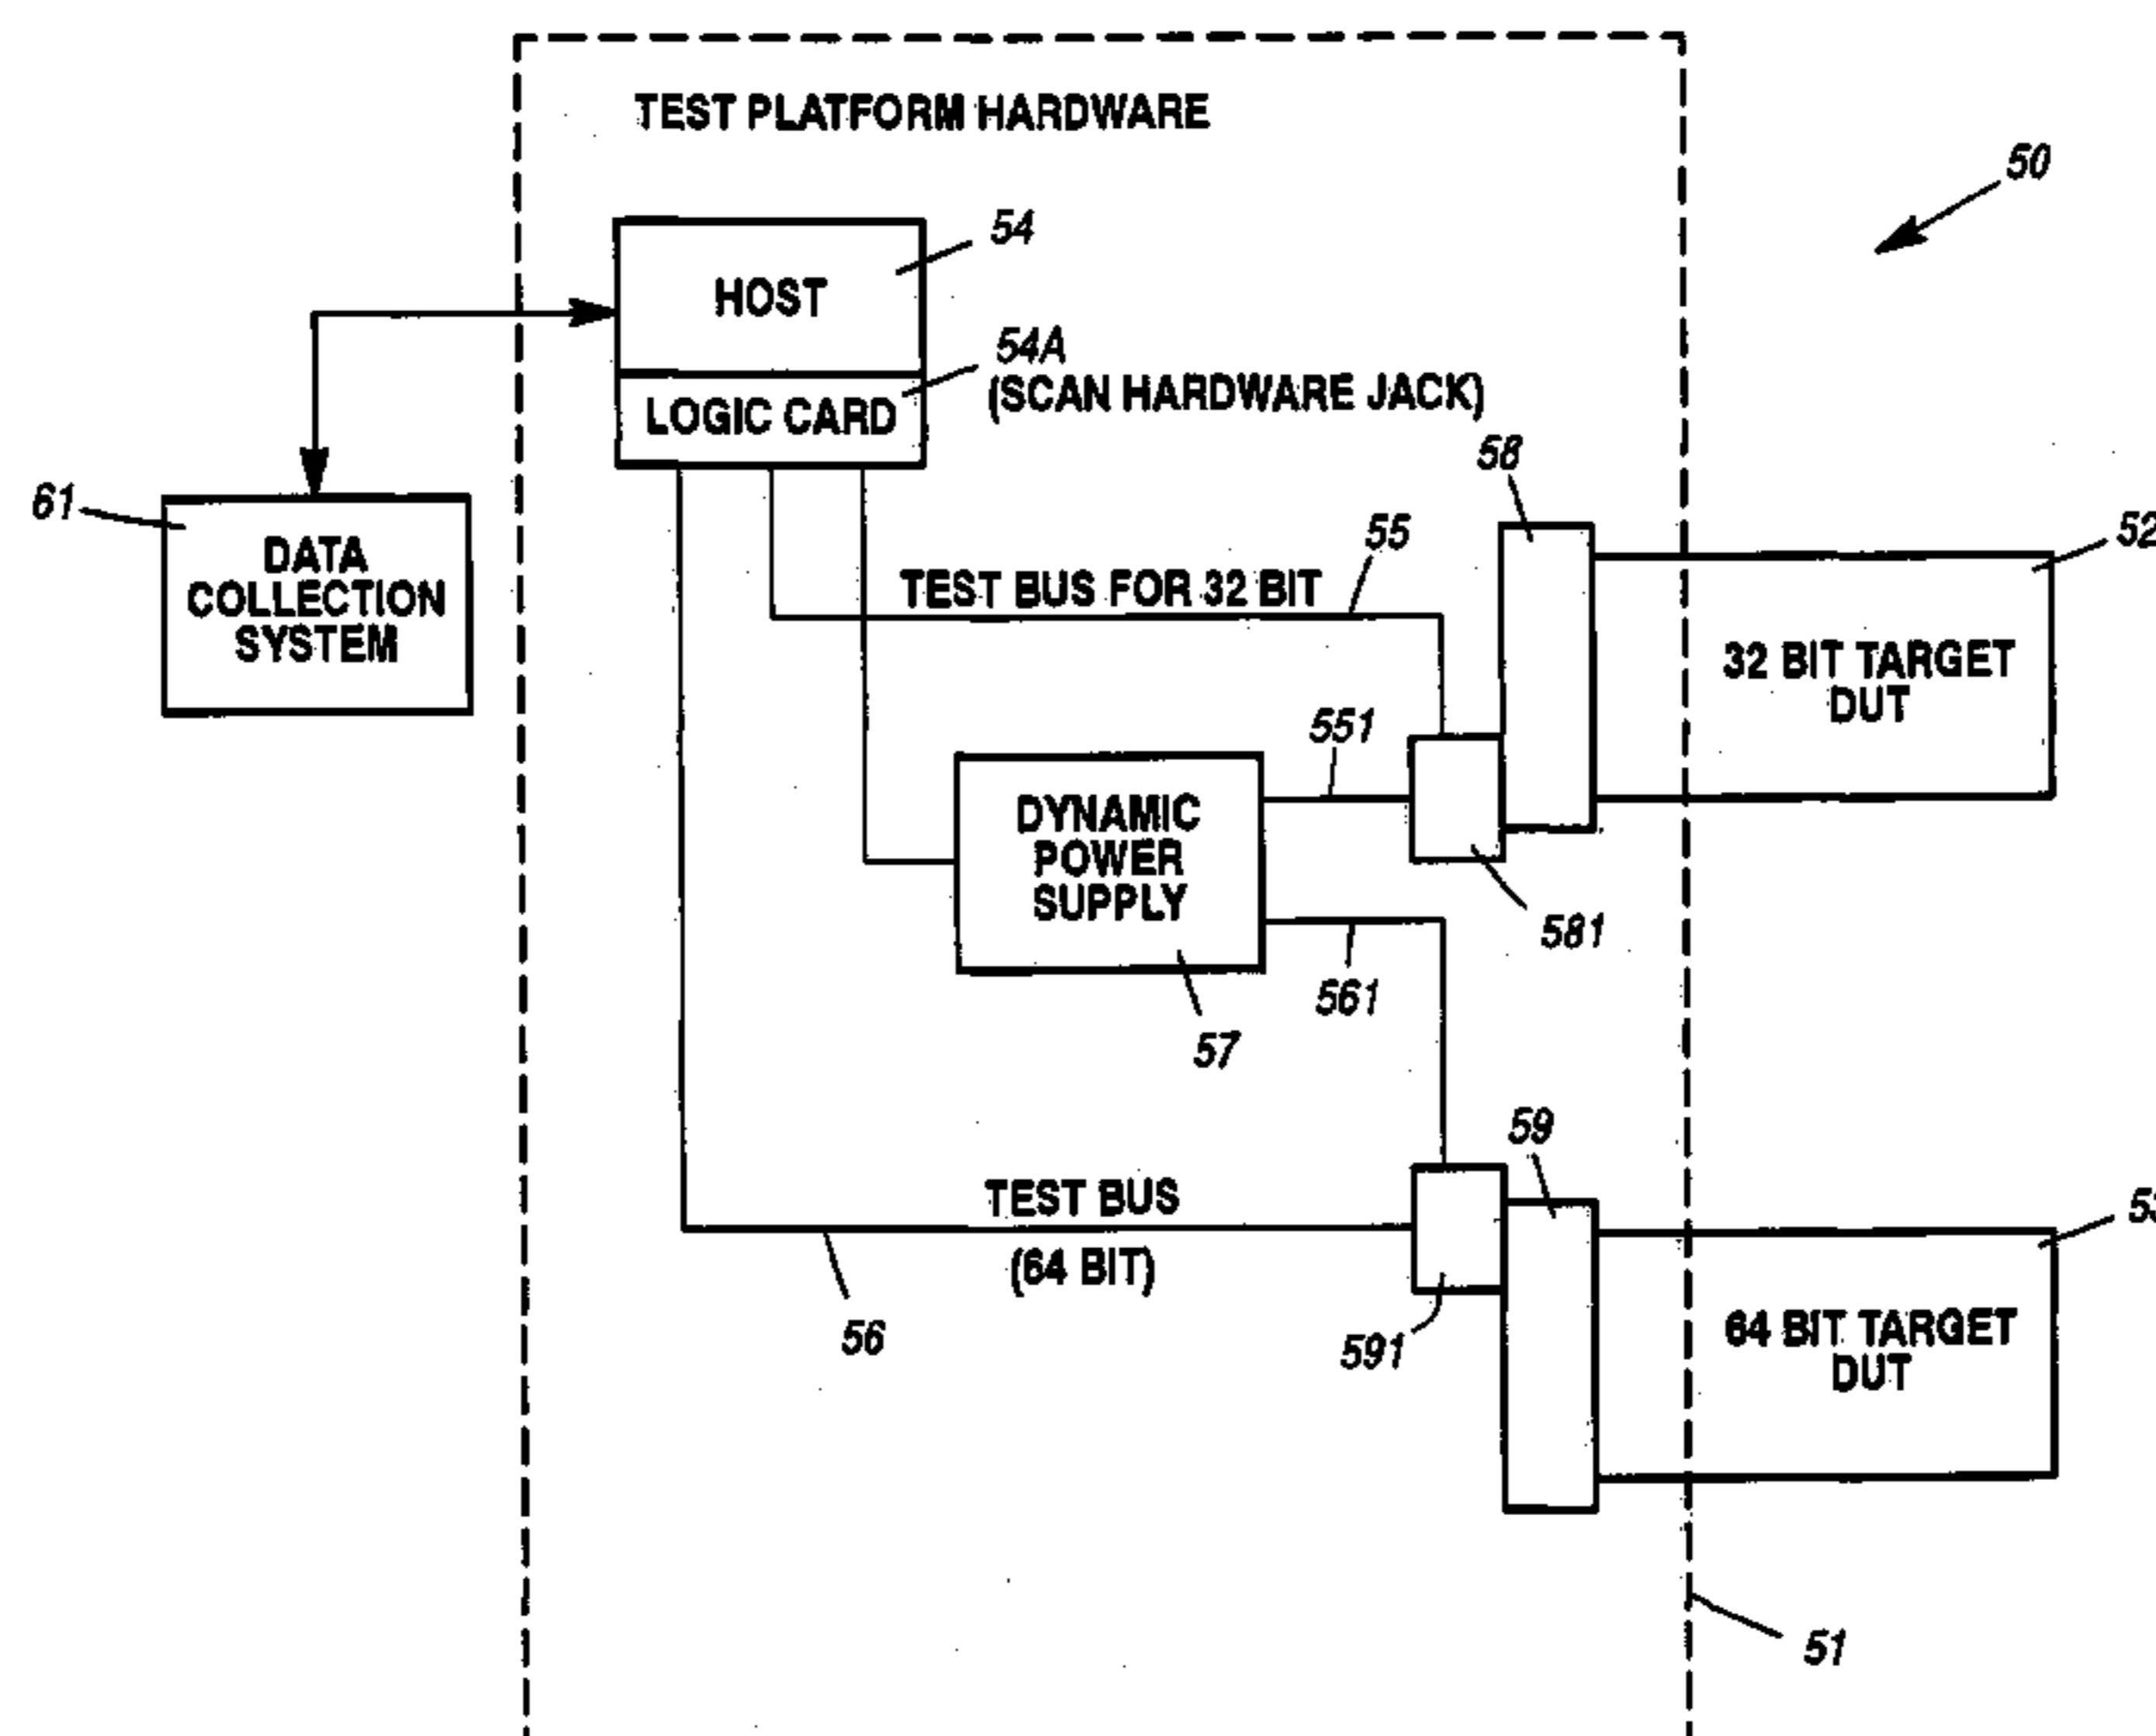 TEST PLATFORM HARDWARE
50
54
HOST
54A
(SCAN HARDWARE JACK)
LOGIC CARD
58
61
DATA
COLLECTION
SYSTEM
55
52
TEST BUS FOR 32 BIT
32 BIT TARGET
DUT
551
DYNAMIC
POWER
SUPPLY
581
561
57
59
TEST BUS
(64 BIT)
56
591
64 BIT TARGET
DUT
51